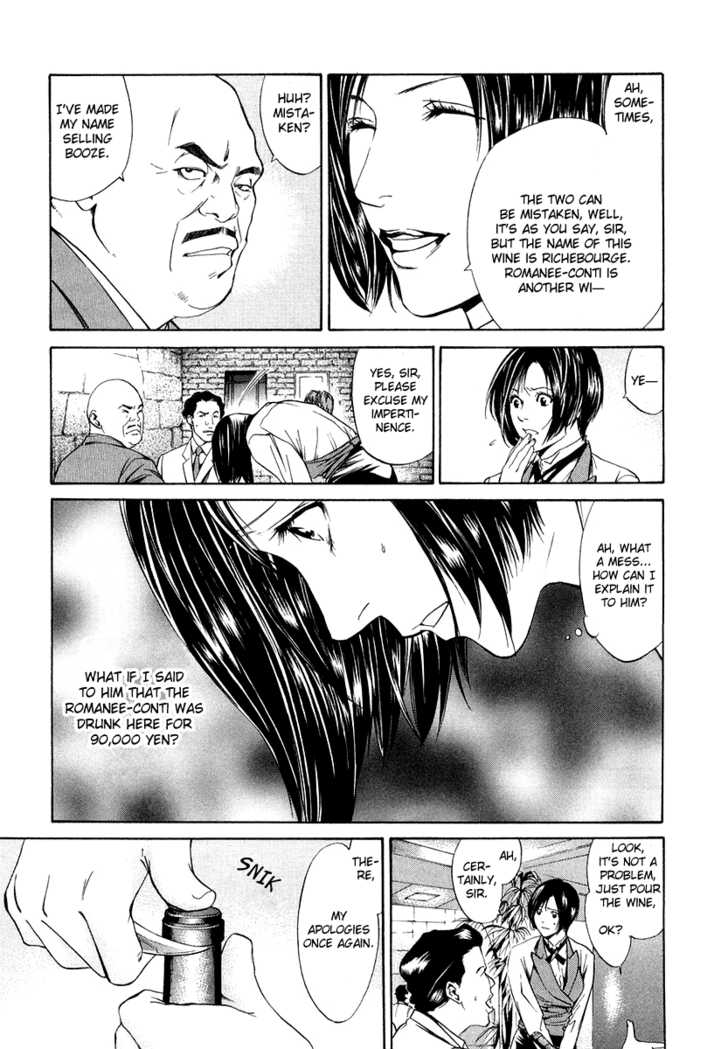 AH,
SOME-
TIMES,
THE TWO CAN
BE MISTAKEN, WELL,
IT'S AS YOU SAY, SIR,
BUT THE NAME OF THIS
WINE IS RICHEBOURGE.
ROMANEE-CONTI IS
ANOTHER WI—
HUH?
MISTA-
KEN?
I'VE MADE
MY NAME
SELLING
BOOZE.
YE—
YES, SIR,
PLEASE
EXCUSE MY
IMPERTI-
NENCE.
AH, WHAT
A MESS...
HOW CAN I
EXPLAIN IT
TO HIM?
WHAT IF I SAID
TO HIM THAT THE
ROMANEE-CONTI WAS
DRUNK HERE FOR
90,000 YEN?
LOOK,
IT'S NOT A
PROBLEM,
JUST POUR
THE WINE,
OK?
AH,
CER-
TAINLY,
SIR.
THE-
RE,
MY
APOLOGIES
ONCE AGAIN.
SNIK